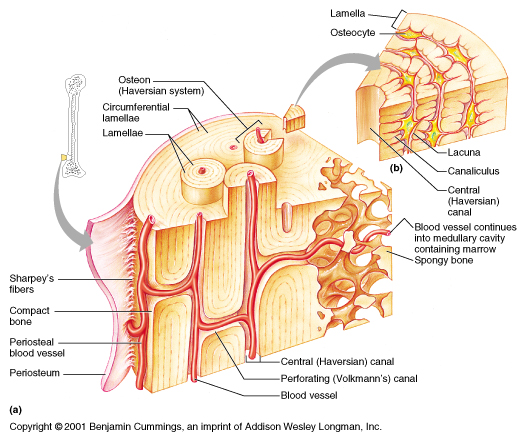 Lamella
Osteocyte
Osteon
(Haversian system)
Circumferential
lamellae
Lamellae
Lacuna
(b)
Canaliculus
Central
(Haversian)
canal
Blood vessel continues
into medullary cavity
containing marrow
Spongy bone
Sharpey's
fibers
Compact
bone
Periosteal
blood vessel
Periosteum
Central (Haversian) canal
Perforating (Volkmann's) canal
Blood vessel
(a)
Copyright © 2001 Benjamin Cummings, an imprint of Addison Wesley Longman, Inc.